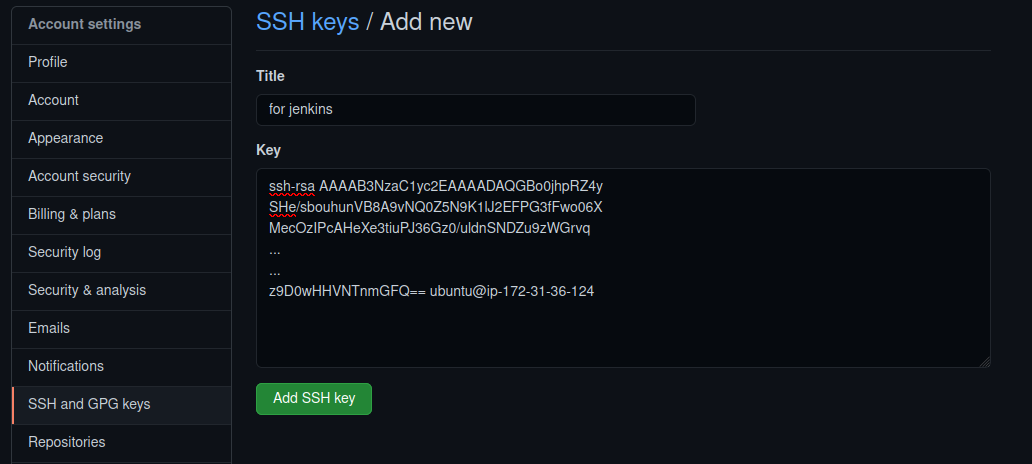 Account settings
Profile
Account
Appearance
Account security
Billing & plans
Security log
Security & analysis
Emails
Notifications
SSH and GPG keys
Repositories
SSH keys / Add new
Title
for jenkins
Key
ssh-rsa AAAAB3NzaC1yc2EAAAADAQGBo0jhpRZ4y
SHe/sbouhunVB8A9vNQ0Z5N9K1lJ2EFPG3fFwo06X
MecOzIPcAHeXe3tiuPJ36Gz0/uldnSNDZu9zWGrvq
...
...
z9D0wHHVNTnmGFQ== ubuntu@ip-172-31-36-124
Add SSH key